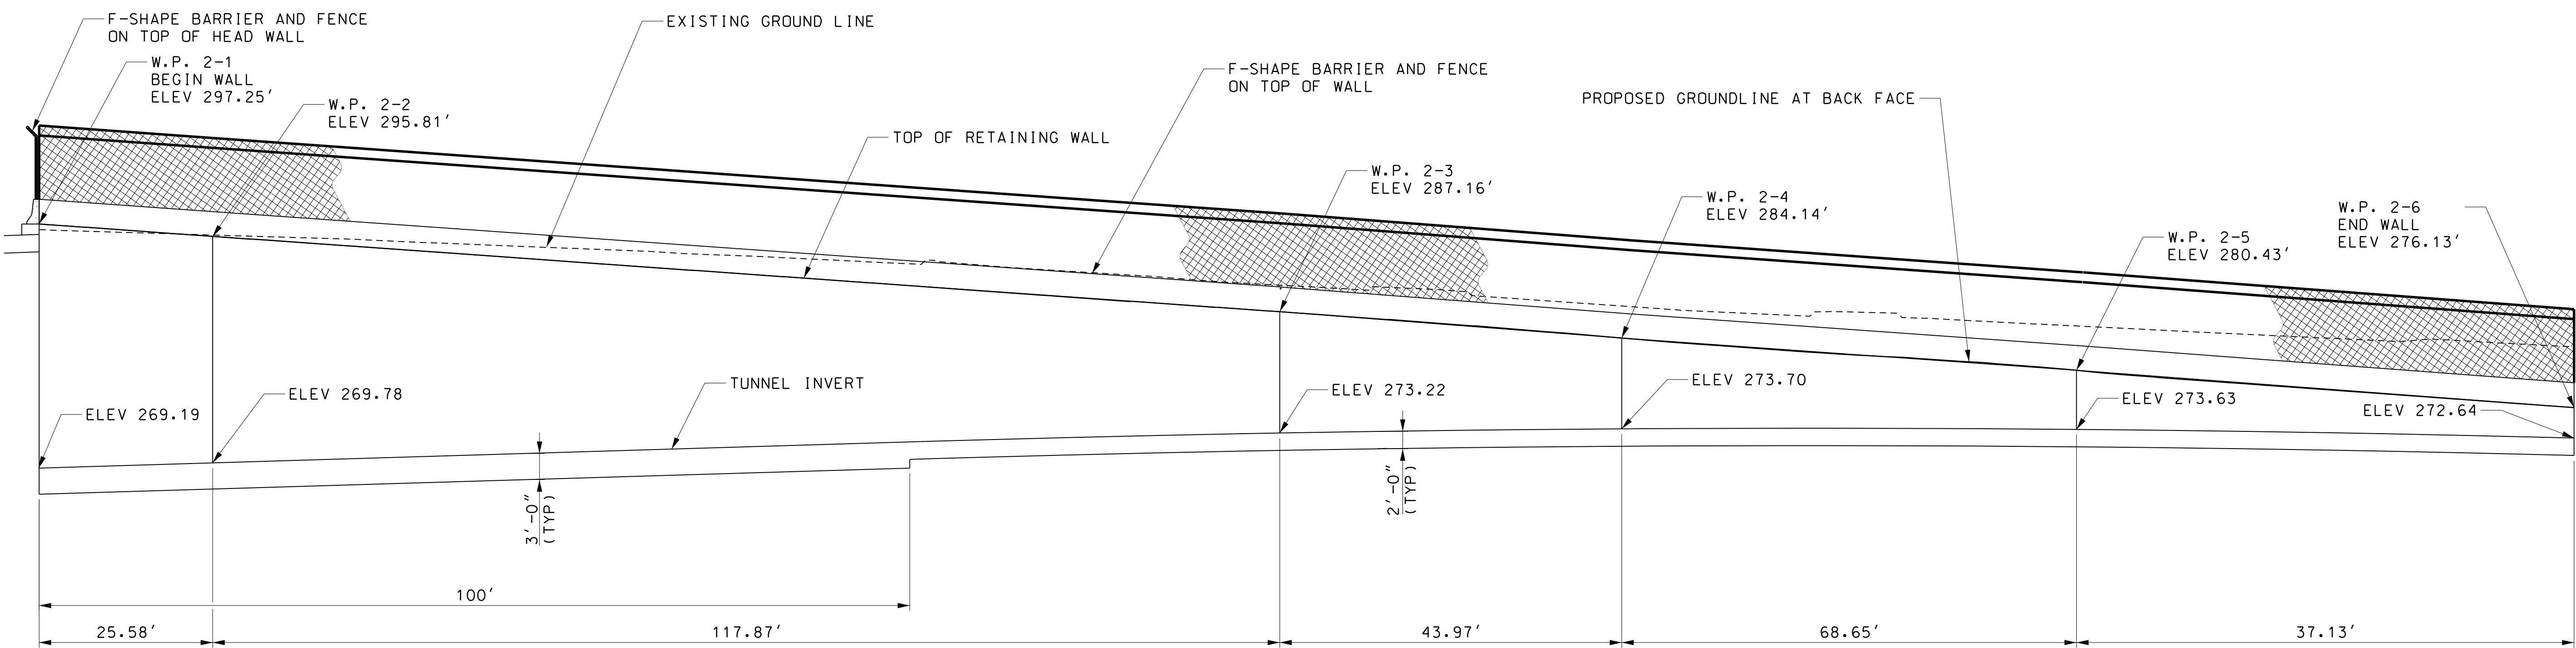 F-SHAPE BARRIER AND FENCE
ON TOP OF HEAD WALL
W.P. 2-1
BEGIN WALL
ELEV 297.25'
W.P. 2-2
ELEV 295.81'
EXISTING GROUND LINE
TOP OF RETAINING WALL
F-SHAPE BARRIER AND FENCE
ON TOP OF WALL
W.P. 2-3
ELEV 287.16'
PROPOSED GROUNDLINE AT BACK FACE
W.P. 2-4
ELEV 284.14'
W.P. 2-5
ELEV 280.43'
W.P. 2-6
END WALL
ELEV 276.13'
ELEV 269.19
ELEV 269.78
TUNNEL INVERT
ELEV 273.22
ELEV 273.70
ELEV 273.63
ELEV 272.64
3'-0"
(TYP)
2'-0"
(TYP)
100'
25.58'
117.87'
43.97'
68.65'
37.13'